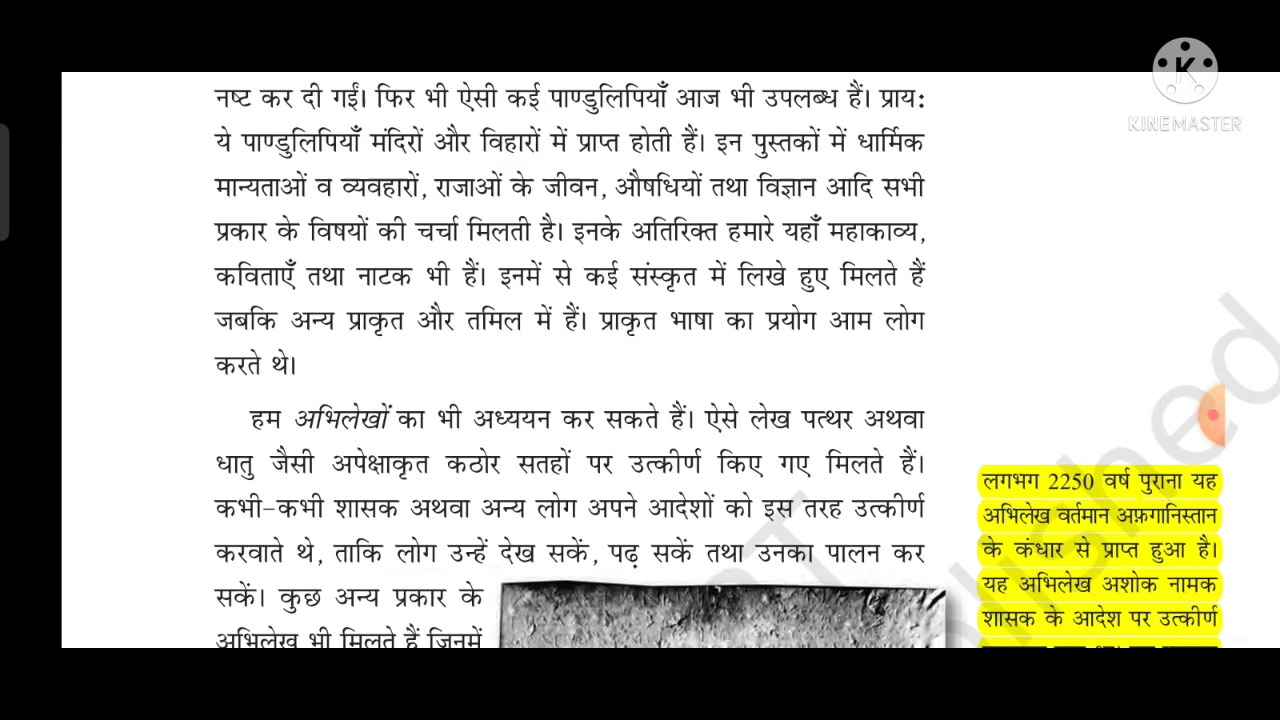 नष्ट कर दी गईं। फिर भी ऐसी कई पाण्डुलिपियाँ आज भी उपलब्ध हैं। प्राय:
ये पाण्डुलिपियाँ मंदिरों और विहारों में प्राप्त होती हैं। इन पुस्तकों में धार्मिक
मान्यताओं व व्यवहारों, राजाओं के जीवन, औषधियों तथा विज्ञान आदि सभी
प्रकार के विषयों की चर्चा मिलती है। इनके अतिरिक्त हमारे यहाँ महाकाव्य,
कविताएँ तथा नाटक भी हैं। इनमें से कई संस्कृत में लिखे हुए मिलते हैं
जबकि अन्य प्राकृत और तमिल में हैं। प्राकृत भाषा का प्रयोग आम लोग
करते थे।
हम अभिलेखों का भी अध्ययन कर सकते हैं। ऐसे लेख पत्थर अथवा
धातु जैसी अपेक्षाकृत कठोर सतहों पर उत्कीर्ण किए गए मिलते हैं।
कभी-कभी शासक अथवा अन्य लोग अपने आदेशों को इस तरह उत्कीर्ण
करवाते थे, ताकि लोग उन्हें देख सकें, पढ़ सकें तथा उनका पालन कर
सकें। कुछ अन्य प्रकार के
अभिलेख भी मिलते हैं जिनमें
लगभग 2250 वर्ष पुराना यह
अभिलेख वर्तमान अफ़गानिस्तान
के कंधार से प्राप्त हुआ है।
यह अभिलेख अशोक नामक
शासक के आदेश पर उत्कीर्ण
K
KINEMASTER